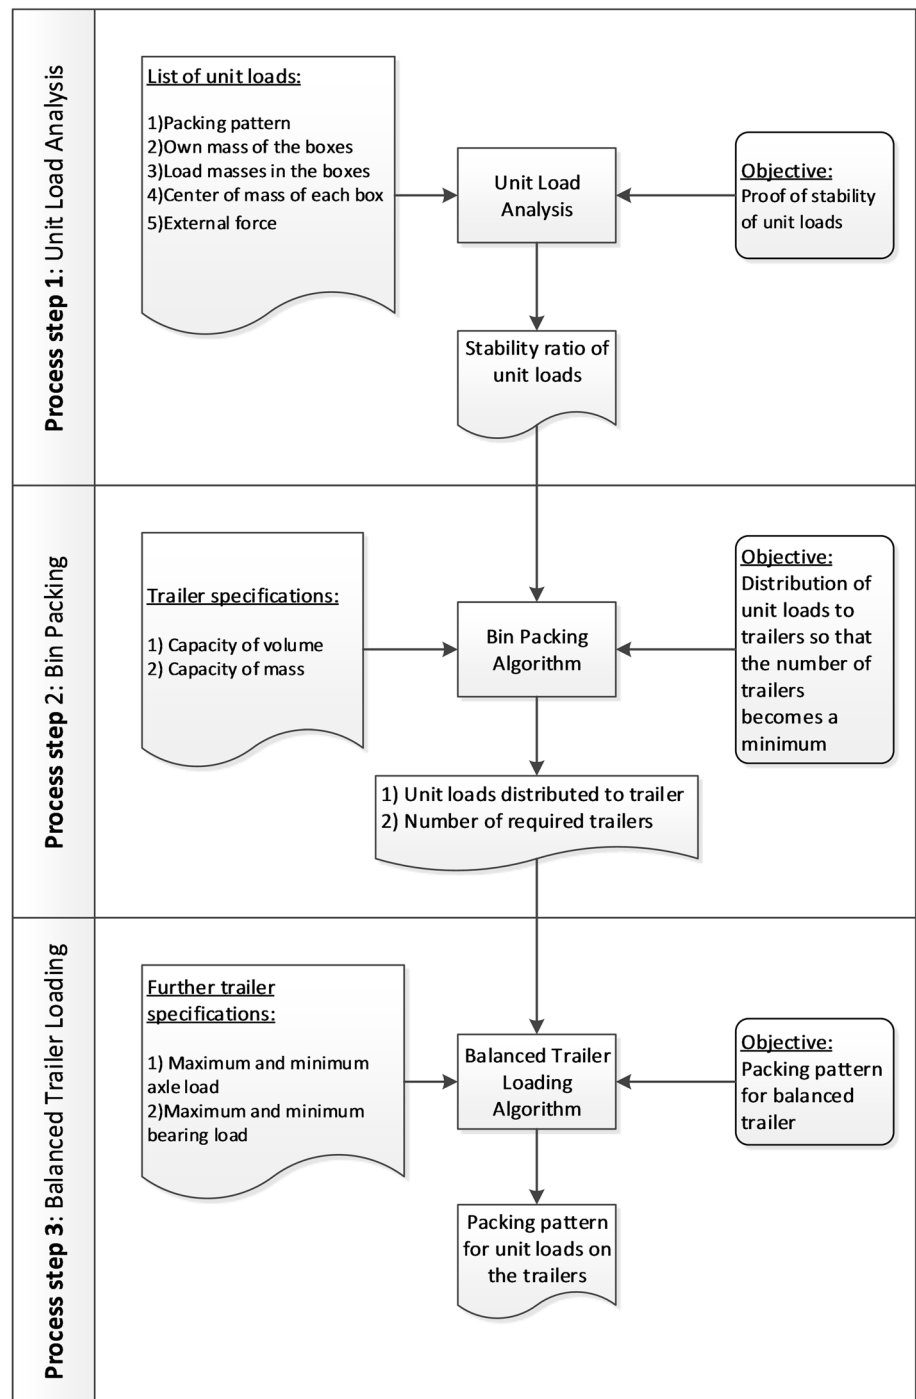 Process step 1: Unit Load Analysis
List of unit loads:
1)Packing pattern
2)Own mass of the boxes
3)Load masses in the boxes
4)Center of mass of each box
5)External force
Unit Load
Analysis
Objective:
Proof of stability
of unit loads
Stability ratio of
unit loads
Process step 2: Bin Packing
Trailer specifications:
1) Capacity of volume
2) Capacity of mass
Bin Packing
Algorithm
Objective:
Distribution of
unit loads to
trailers so that
the number of
trailers
becomes a
minimum
1) Unit loads distributed to trailer
2) Number of required trailers
Process step 3: Balanced Trailer Loading
Further trailer
specifications:
1) Maximum and minimum
axle load
2)Maximum and minimum
bearing load
Balanced Trailer
Loading
Algorithm
Objective:
Packing pattern
for balanced
trailer
Packing pattern
for unit loads on
the trailers